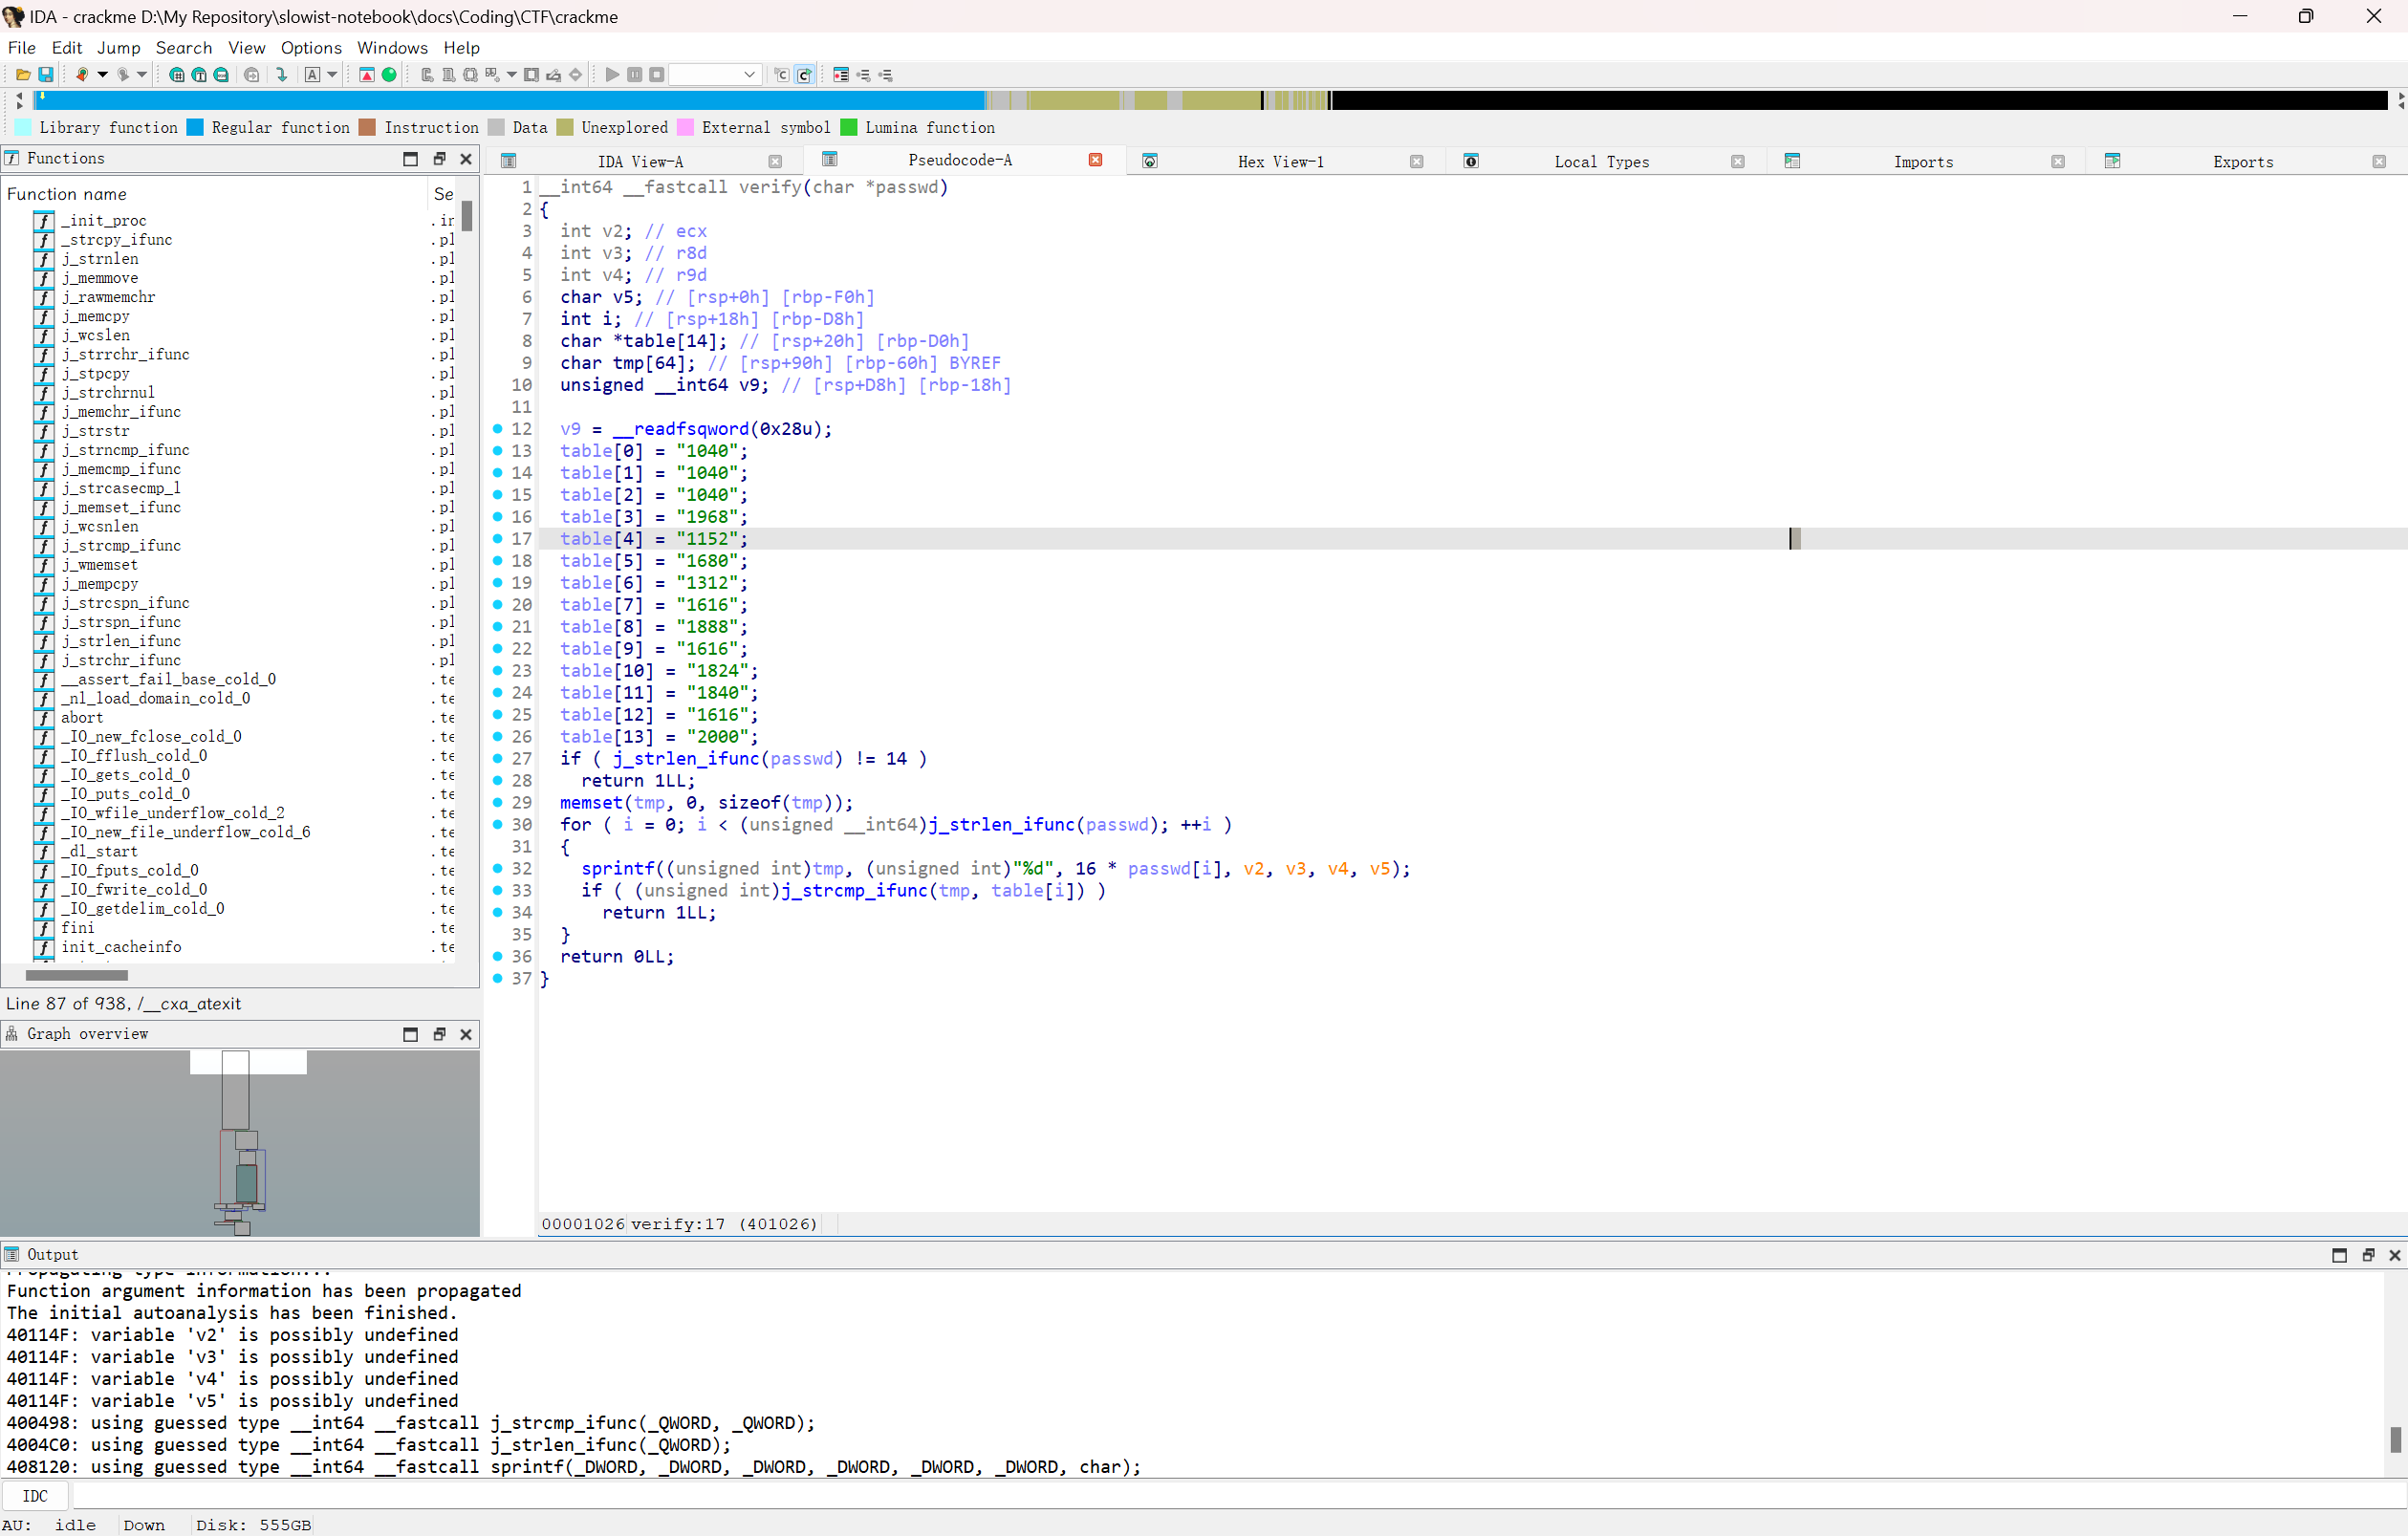 IDA - crackme D:\My Repository\slowist-notebook\docs\Coding\CTF\crackme
File Edit Jump Search View Options Windows Help
Library function Regular function Instruction Data Unexplored External symbol Lumina function
Functions
IDA View-A Pseudocode-A Hex View-1 Local Types Imports Exports
Function name Se
_init_proc .in
_strcpy_ifunc .pl
j_strnlen .pl
j_memmove .pl
j_rawmemchr .pl
j_memcpy .pl
j_wcslen .pl
j_strrchr_ifunc .pl
j_stpcpy .pl
j_strchrnul .pl
j_memchr_ifunc .pl
j_strstr .pl
j_strncmp_ifunc .pl
j_memcmp_ifunc .pl
j_strcasecmp_l .pl
j_memset_ifunc .pl
j_wcsnlen .pl
j_strcmp_ifunc .pl
j_wmemset .pl
j_mempcpy .pl
j_strcspn_ifunc .pl
j_strspn_ifunc .pl
j_strlen_ifunc .pl
j_strchr_ifunc .pl
__assert_fail_base_cold_0 .te
_nl_load_domain_cold_0 .te
abort .te
_IO_new_fclose_cold_0 .te
_IO_fflush_cold_0 .te
_IO_gets_cold_0 .te
_IO_puts_cold_0 .te
_IO_wfile_underflow_cold_2 .te
_IO_new_file_underflow_cold_6 .te
_dl_start .te
_IO_fputs_cold_0 .te
_IO_fwrite_cold_0 .te
_IO_getdelim_cold_0 .te
fini .te
init_cacheinfo .te
Line 87 of 938, /__cxa_atexit
Graph overview
1 __int64 __fastcall verify(char *passwd)
2 {
3 int v2; // ecx
4 int v3; // r8d
5 int v4; // r9d
6 char v5; // [rsp+0h] [rbp-F0h]
7 int i; // [rsp+18h] [rbp-D8h]
8 char *table[14]; // [rsp+20h] [rbp-D0h]
9 char tmp[64]; // [rsp+90h] [rbp-60h] BYREF
10 unsigned __int64 v9; // [rsp+D8h] [rbp-18h]
11
12 v9 = __readfsqword(0x28u);
13 table[0] = "1040";
14 table[1] = "1040";
15 table[2] = "1040";
16 table[3] = "1968";
17 table[4] = "1152";
18 table[5] = "1680";
19 table[6] = "1312";
20 table[7] = "1616";
21 table[8] = "1888";
22 table[9] = "1616";
23 table[10] = "1824";
24 table[11] = "1840";
25 table[12] = "1616";
26 table[13] = "2000";
27 if ( j_strlen_ifunc(passwd) != 14 )
28 return 1LL;
29 memset(tmp, 0, sizeof(tmp));
30 for ( i = 0; i < (unsigned __int64)j_strlen_ifunc(passwd); ++i )
31 {
32 sprintf((unsigned int)tmp, (unsigned int)"%d", 16 * passwd[i], v2, v3, v4, v5);
33 if ( (unsigned int)j_strcmp_ifunc(tmp, table[i]) )
34 return 1LL;
35 }
36 return 0LL;
37 }
00001026 verify:17 (401026)
Output
Propagating type information...
Function argument information has been propagated
The initial autoanalysis has been finished.
40114F: variable 'v2' is possibly undefined
40114F: variable 'v3' is possibly undefined
40114F: variable 'v4' is possibly undefined
40114F: variable 'v5' is possibly undefined
400498: using guessed type __int64 __fastcall j_strcmp_ifunc(_QWORD, _QWORD);
4004C0: using guessed type __int64 __fastcall j_strlen_ifunc(_QWORD);
408120: using guessed type __int64 __fastcall sprintf(_DWORD, _DWORD, _DWORD, _DWORD, _DWORD, _DWORD, char);
IDC
AU: idle Down Disk: 555GB